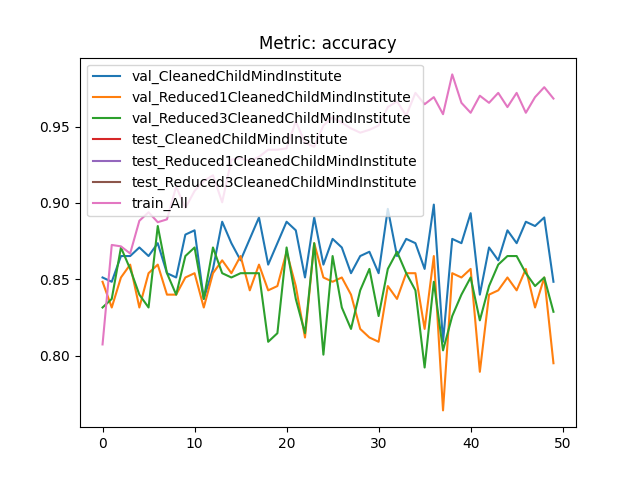 Metric: accuracy
val_CleanedChildMindInstitute
val_Reduced1CleanedChildMindInstitute
val_Reduced3CleanedChildMindInstitute
test_CleanedChildMindInstitute
test_Reduced1CleanedChildMindInstitute
test_Reduced3CleanedChildMindInstitute
train_All
0.95
0.90
0.85
0.80
0 10 20 30 40 50